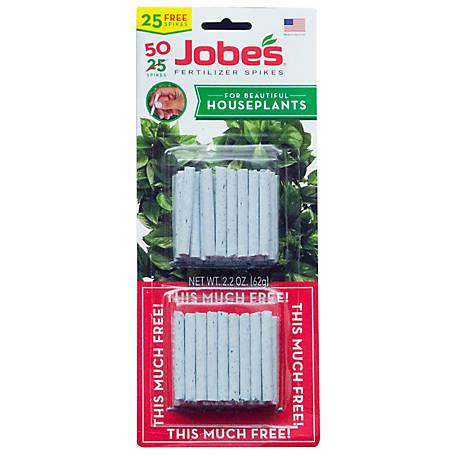 25 FREE
SPIKES
50
25
SPIKES
Jobe's
FERTILIZER SPIKES
FOR BEAUTIFUL
HOUSEPLANTS
NET WT. 2.2 OZ. (62g)
THIS MUCH FREE!
THIS MUCH FREE!
THIS MUCH FREE!
THIS MUCH FREE!